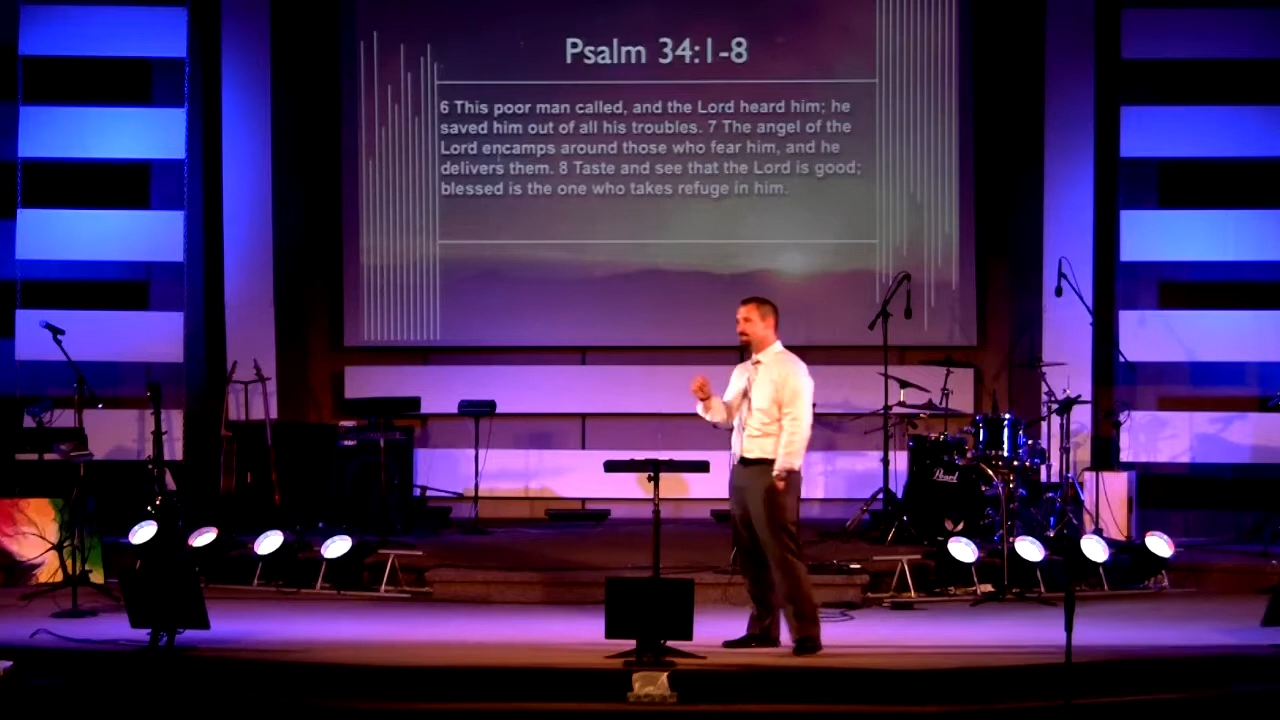 Psalm 34:1-8
6 This poor man called, and the Lord heard him; he
saved him out of all his troubles. 7 The angel of the
Lord encamps around those who fear him, and he
delivers them. 8 Taste and see that the Lord is good;
blessed is the one who takes refuge in him.
Pearl